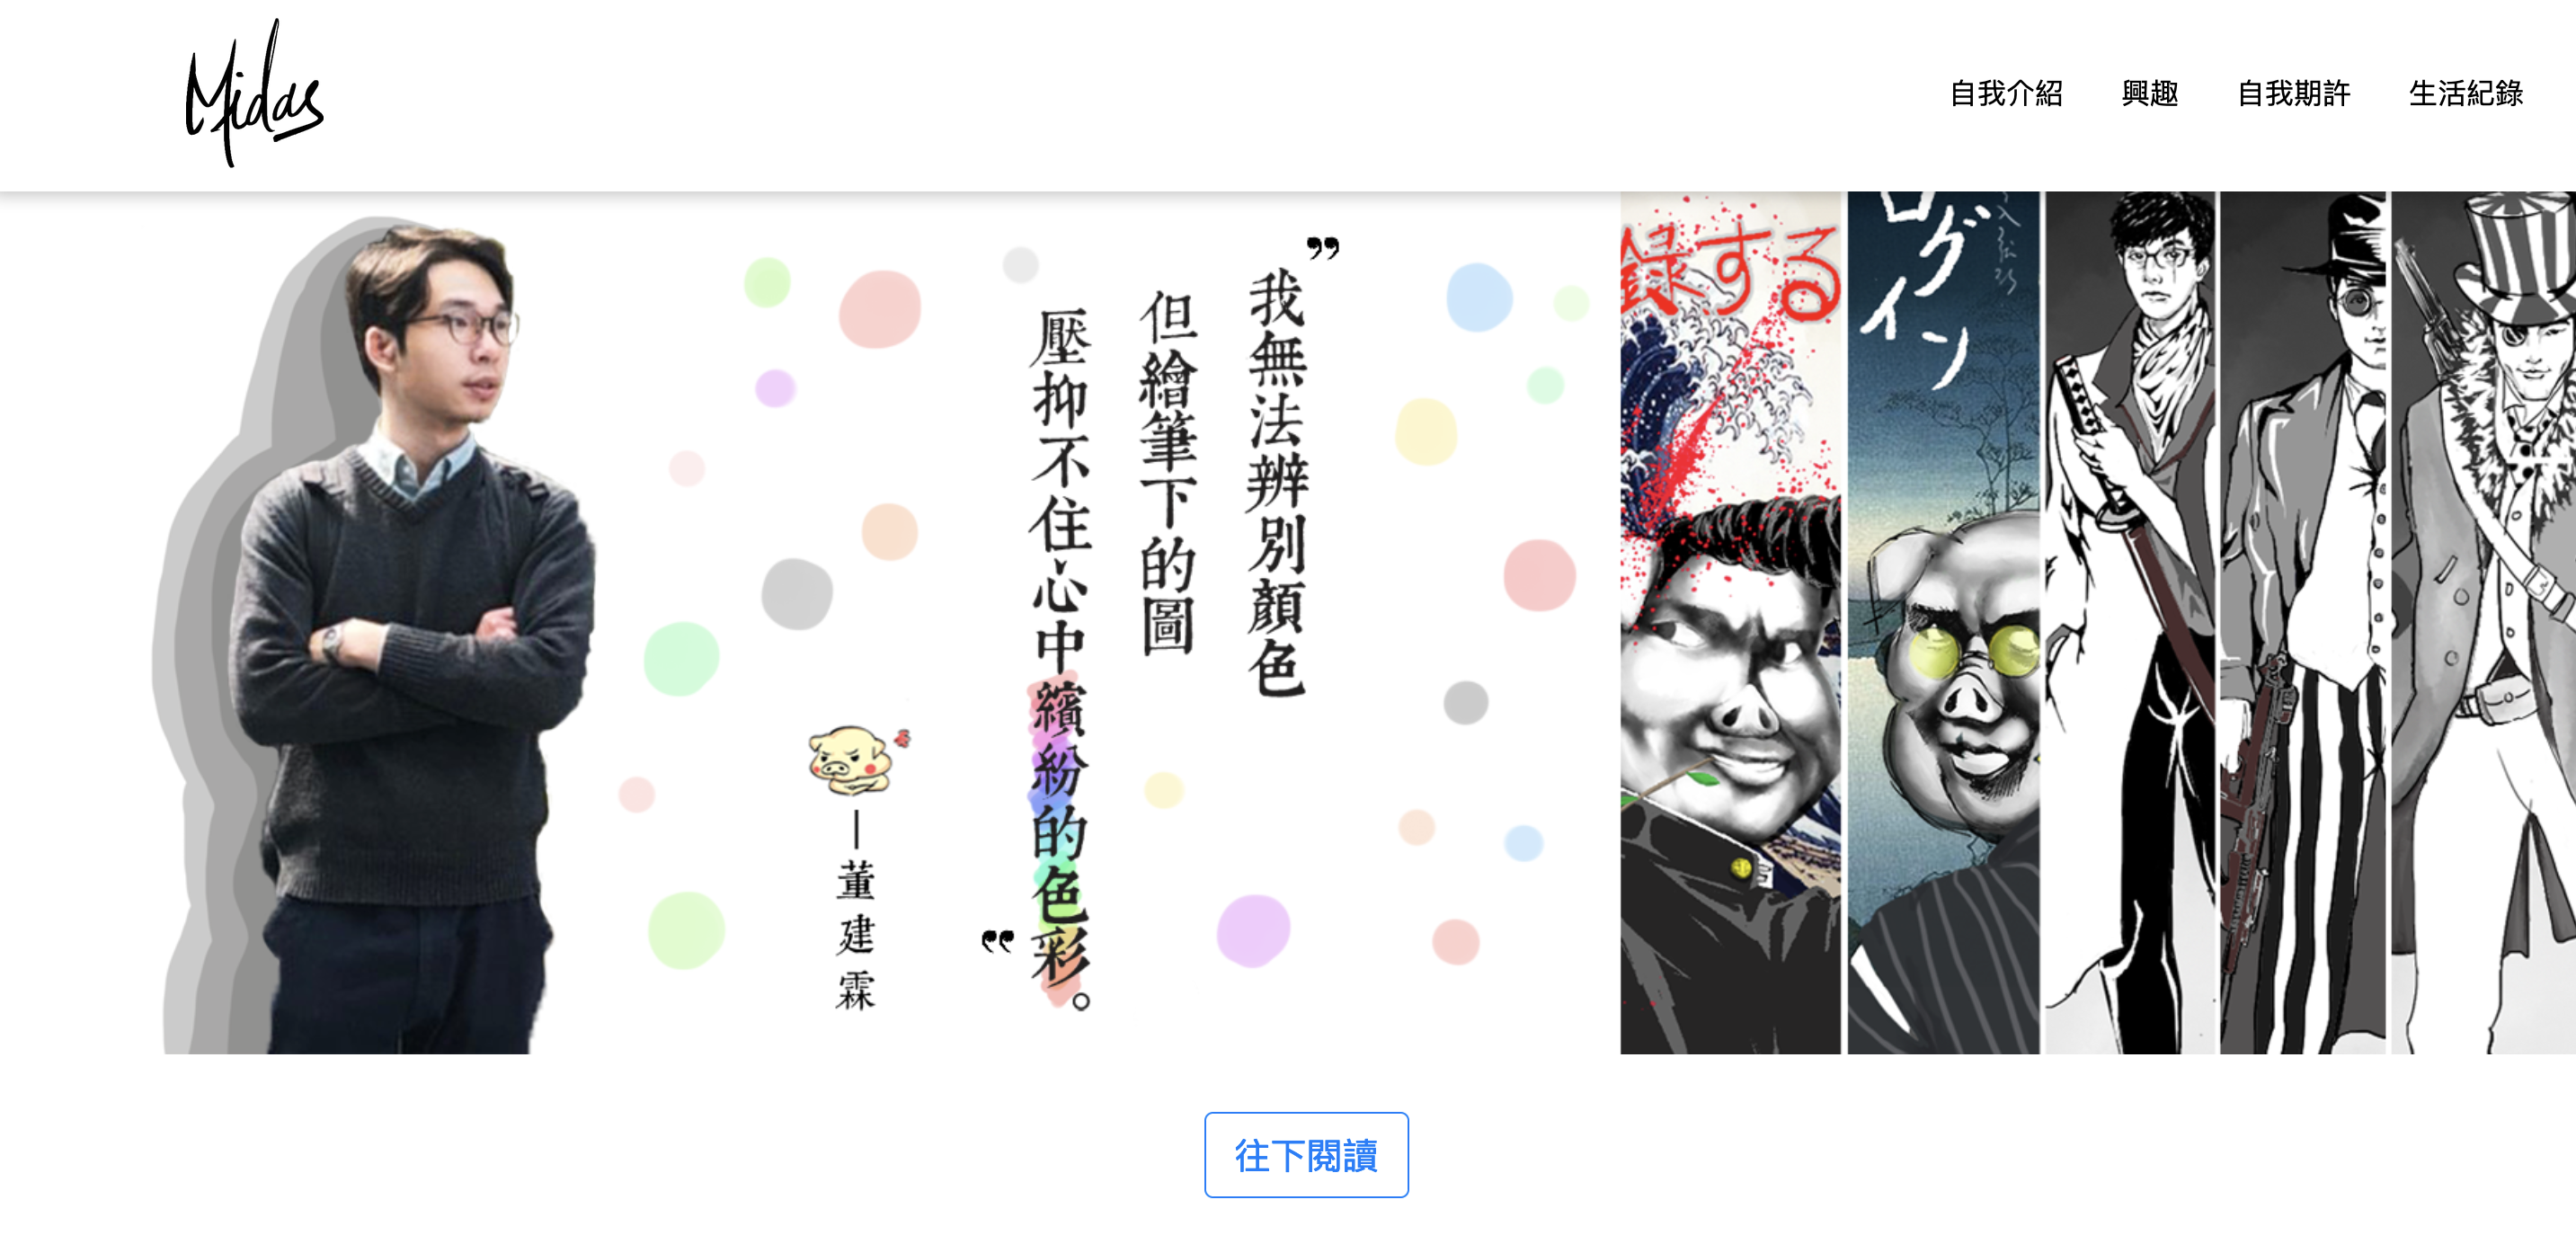 Midas
自我介紹
興趣
自我期許
生活紀錄
我無法辨別顏色
但繪筆下的圖
壓抑不住心中繽紛的色彩。
—董建霖
録する
ログイン
往下閱讀